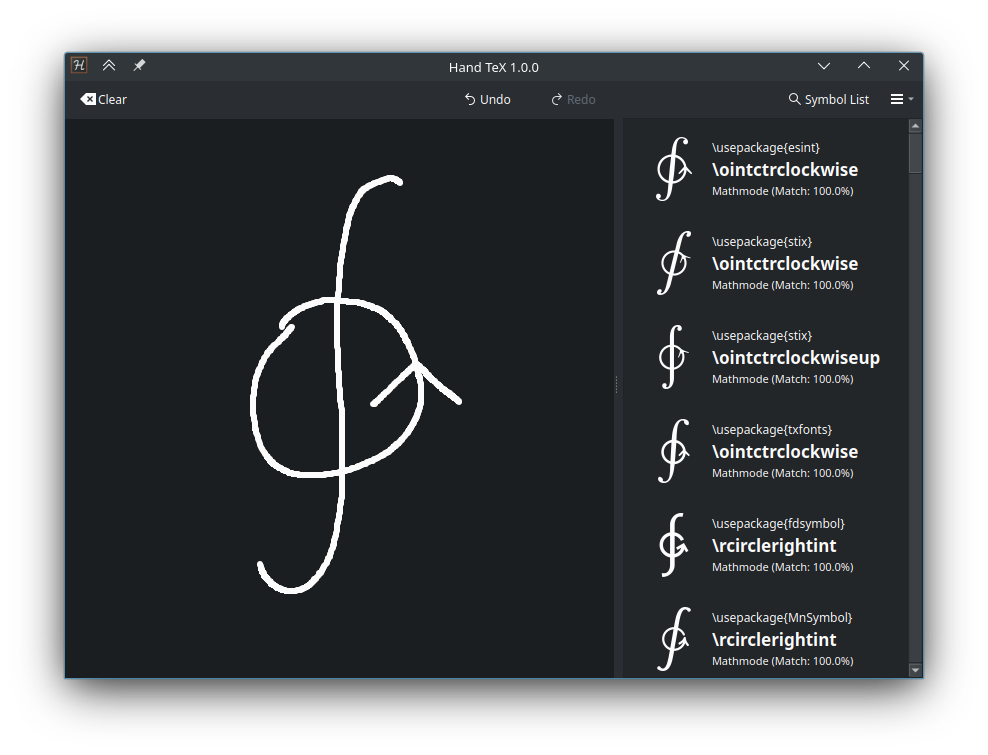 Hand TeX 1.0.0
Clear
Undo
Redo
Symbol List
\usepackage{esint}
\ointctrclockwise
Mathmode (Match: 100.0%)
\usepackage{stix}
\ointctrclockwise
Mathmode (Match: 100.0%)
\usepackage{stix}
\ointctrclockwiseup
Mathmode (Match: 100.0%)
\usepackage{txfonts}
\ointctrclockwise
Mathmode (Match: 100.0%)
\usepackage{fdsymbol}
\rcirclerightint
Mathmode (Match: 100.0%)
\usepackage{MnSymbol}
\rcirclerightint
Mathmode (Match: 100.0%)